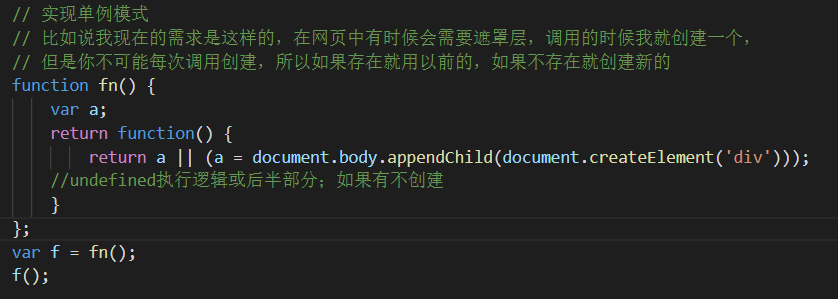 // 实现单例模式
// 比如说我现在的需求是这样的，在网页中有时候会需要遮罩层，调用的时候我就创建一个，
// 但是你不可能每次调用创建，所以如果存在就用以前的，如果不存在就创建新的
function fn() {
    var a;
    return function() {
        return a || (a = document.body.appendChild(document.createElement('div')));
    //undefined执行逻辑或后半部分；如果有不创建
    }
};
var f = fn();
f();